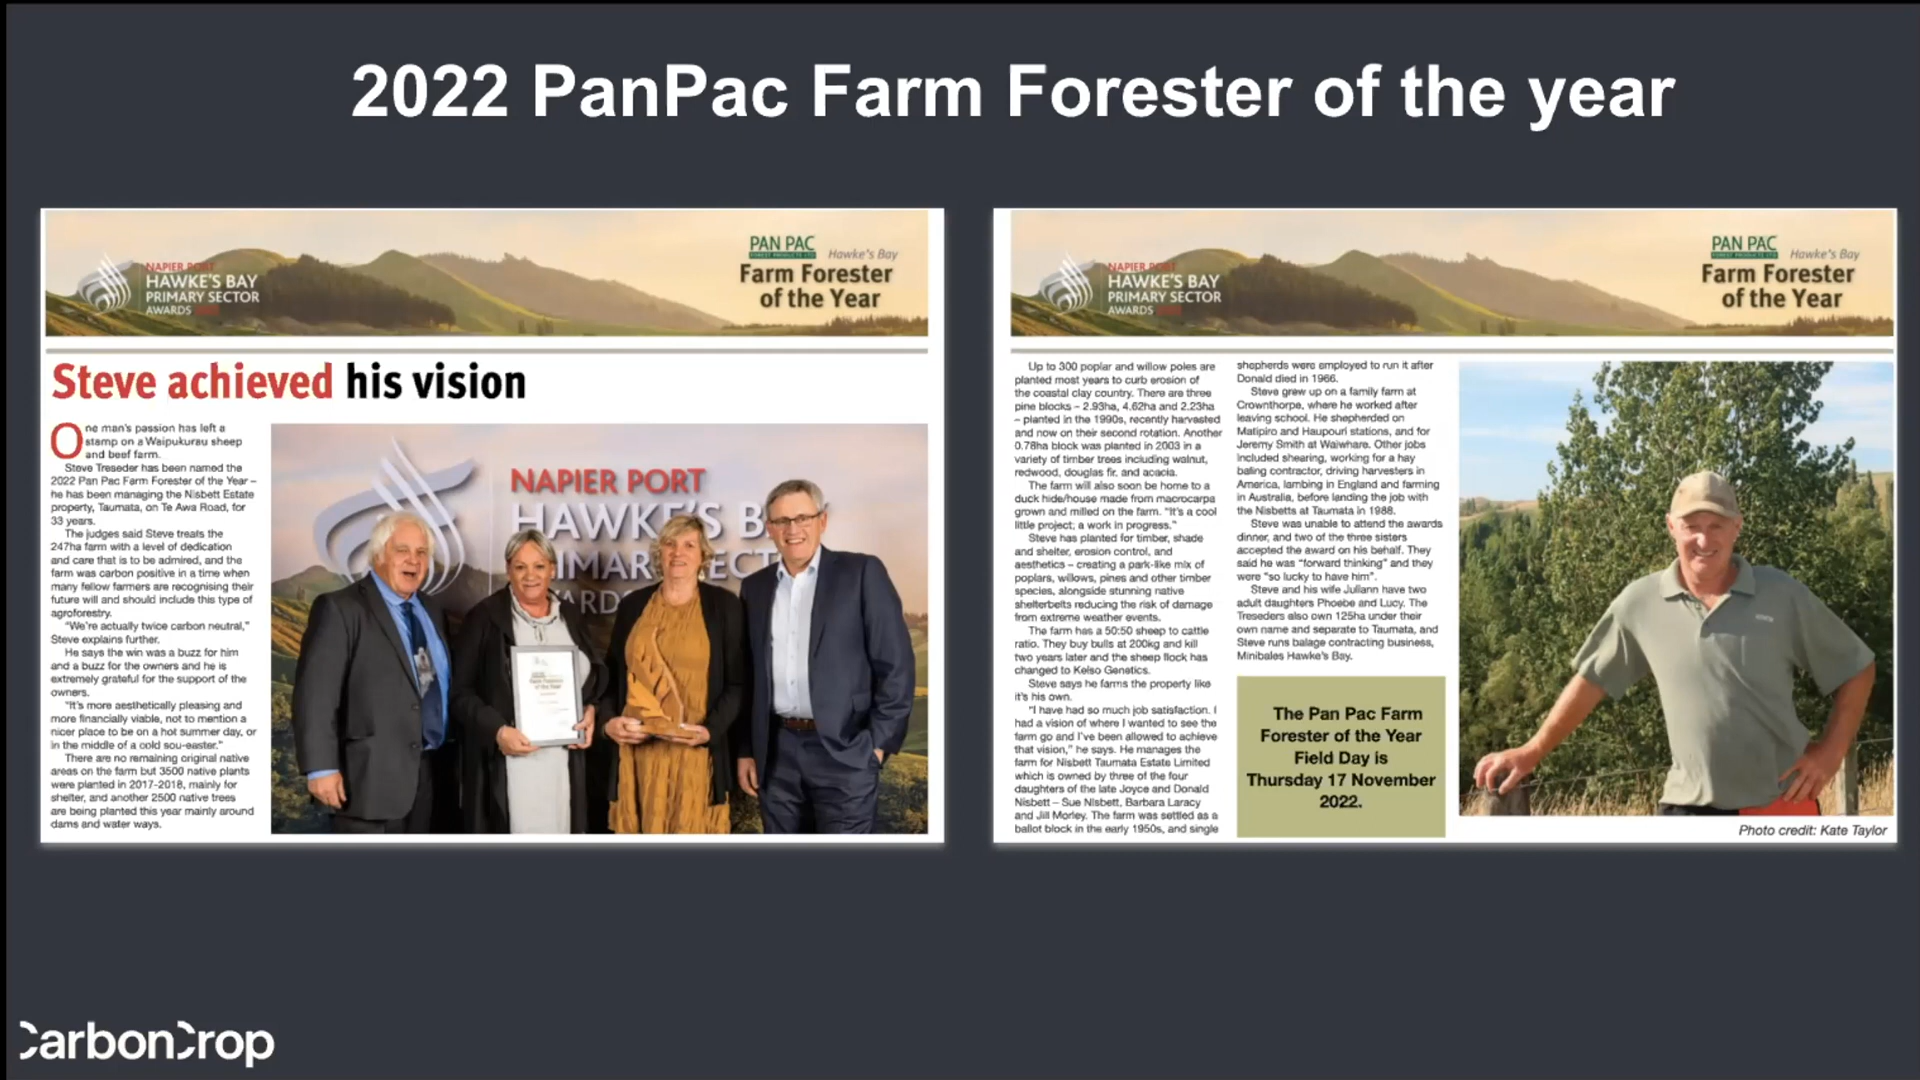 2022 PanPac Farm Forester of the year
NAPIER PORT
HAWKE'S BAY
PRIMARY SECTOR
AWARDS
PAN PAC
FOREST PRODUCTS LTD
Hawke's Bay
Farm Forester
of the Year
Steve achieved his vision
One man's passion has left a
stamp on a Waipukurau sheep
and beef farm.
Steve Treseder has been named the
2022 Pan Pac Farm Forester of the Year –
he has been managing the Nisbett Estate
property, Taumata, on Te Awa Road, for
33 years.
The judges said Steve treats the
247ha farm with a level of dedication
and care that is to be admired, and the
farm was carbon positive in a time when
many fellow farmers are recognising their
future will and should include this type of
agroforestry.
"We're actually twice carbon neutral,"
Steve explains further.
He says the win was a buzz for him
and a buzz for the owners and he is
extremely grateful for the support of the
owners.
"It's more aesthetically pleasing and
more financially viable, not to mention a
nicer place to be on a hot summer day, or
in the middle of a cold sou-easter."
There are no remaining original native
areas on the farm but 3500 native plants
were planted in 2017-2018, mainly for
shelter, and another 2500 native trees
are being planted this year mainly around
dams and water ways.
NAPIER PORT
HAWKE'S B
PRIMAR SECT
ARDS
NAPIER PORT
HAWKE'S BAY
PRIMARY SECTOR
AWARDS
PAN PAC
FOREST PRODUCTS LTD
Hawke's Bay
Farm Forester
of the Year
Up to 300 poplar and willow poles are
planted most years to curb erosion of
the coastal clay country. There are three
pine blocks – 2.93ha, 4.62ha and 2.23ha
– planted in the 1990s, recently harvested
and now on their second rotation. Another
0.78ha block was planted in 2003 in a
variety of timber trees including walnut,
redwood, douglas fir, and acacia.
The farm will also soon be home to a
duck hide/house made from macrocarpa
grown and milled on the farm. "It's a cool
little project; a work in progress."
Steve has planted for timber, shade
and shelter, erosion control, and
aesthetics – creating a park-like mix of
poplars, willows, pines and other timber
species, alongside stunning native
shelterbelts reducing the risk of damage
from extreme weather events.
The farm has a 50:50 sheep to cattle
ratio. They buy bulls at 200kg and kill
two years later and the sheep flock has
changed to Kelso Genetics.
Steve says he farms the property like
it's his own.
"I have had so much job satisfaction. I
had a vision of where I wanted to see the
farm go and I've been allowed to achieve
that vision," he says. He manages the
farm for Nisbett Taumata Estate Limited
which is owned by three of the four
daughters of the late Joyce and Donald
Nisbett – Sue Nisbett, Barbara Laracy
and Jill Morley. The farm was settled as a
ballot block in the early 1950s, and single
shepherds were employed to run it after
Donald died in 1966.
Steve grew up on a family farm at
Crownthorpe, where he worked after
leaving school. He shepherded on
Matipiro and Haupouri stations, and for
Jeremy Smith at Waiwhare. Other jobs
included shearing, working for a hay
baling contractor, driving harvesters in
America, lambing in England and farming
in Australia, before landing the job with
the Nisbetts at Taumata in 1988.
Steve was unable to attend the awards
dinner, and two of the three sisters
accepted the award on his behalf. They
said he was "forward thinking" and they
were "so lucky to have him".
Steve and his wife Juliann have two
adult daughters Phoebe and Lucy. The
Treseders also own 125ha under their
own name and separate to Taumata, and
Steve runs balage contracting business,
Minibales Hawke's Bay.
The Pan Pac Farm
Forester of the Year
Field Day is
Thursday 17 November
2022.
Photo credit: Kate Taylor
CarbonCrop